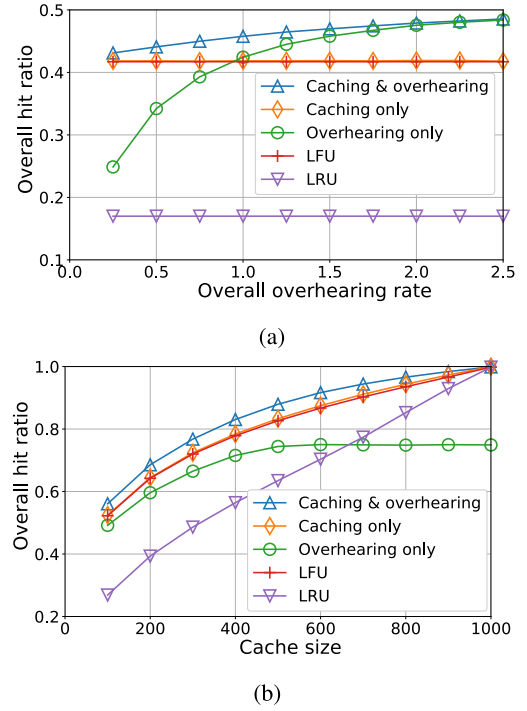 0.5
0.4
0.3
0.2
0.1
Overall hit ratio
Caching & overhearing
Caching only
Overhearing only
LFU
LRU
0.0 0.5 1.0 1.5 2.0 2.5
Overall overhearing rate
(a)
1.0
0.8
0.6
0.4
0.2
Overall hit ratio
Caching & overhearing
Caching only
Overhearing only
LFU
LRU
0 200 400 600 800 1000
Cache size
(b)